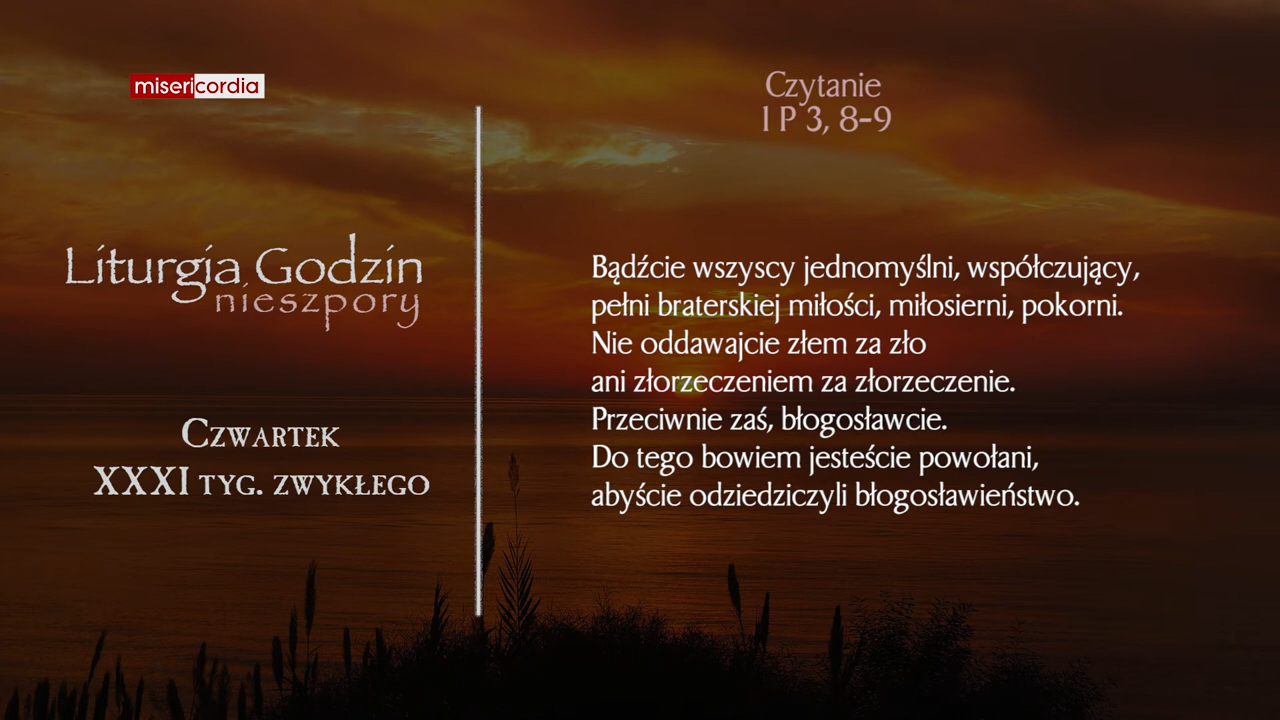 misericordia
Liturgia Godzin
nieszpory
Czwartek
XXXI tyg. zwykłego
Czytanie
1 P 3, 8-9
Bądźcie wszyscy jednomyślni, współczujący,
pełni braterskiej miłości, miłosierni, pokorni.
Nie oddawajcie złem za zło
ani złorzeczeniem za złorzeczenie.
Przeciwnie zaś, błogosławcie.
Do tego bowiem jesteście powołani,
abyście odziedziczyli błogosławieństwo.